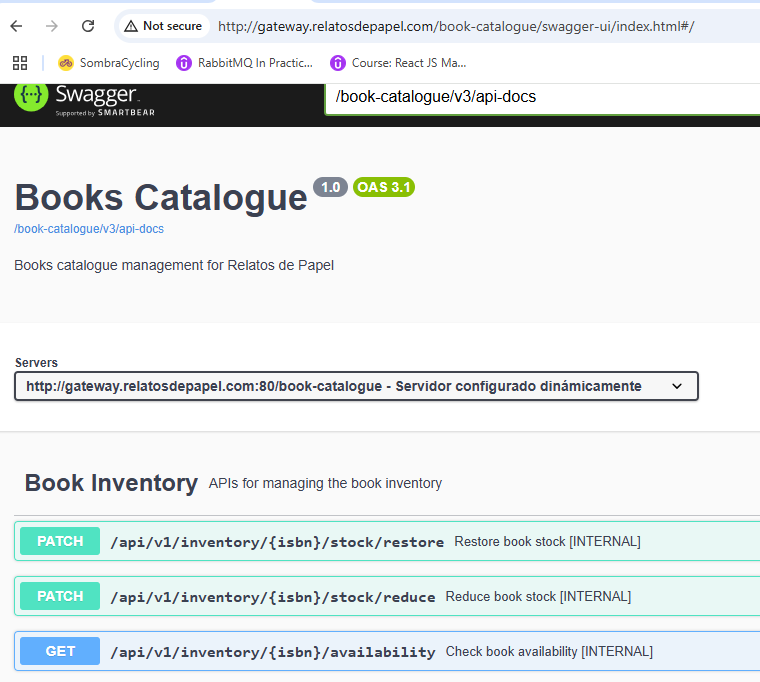 Not secure http://gateway.relatosdepapel.com/book-catalogue/swagger-ui/index.html#/
SombraCycling RabbitMQ In Practic... Course: React JS Ma...
Swagger
Supported by SMARTBEAR
/book-catalogue/v3/api-docs
Books Catalogue 1.0 OAS 3.1
/book-catalogue/v3/api-docs
Books catalogue management for Relatos de Papel
Servers
http://gateway.relatosdepapel.com:80/book-catalogue - Servidor configurado dinámicamente
Book Inventory APIs for managing the book inventory
PATCH /api/v1/inventory/{isbn}/stock/restore Restore book stock [INTERNAL]
PATCH /api/v1/inventory/{isbn}/stock/reduce Reduce book stock [INTERNAL]
GET /api/v1/inventory/{isbn}/availability Check book availability [INTERNAL]